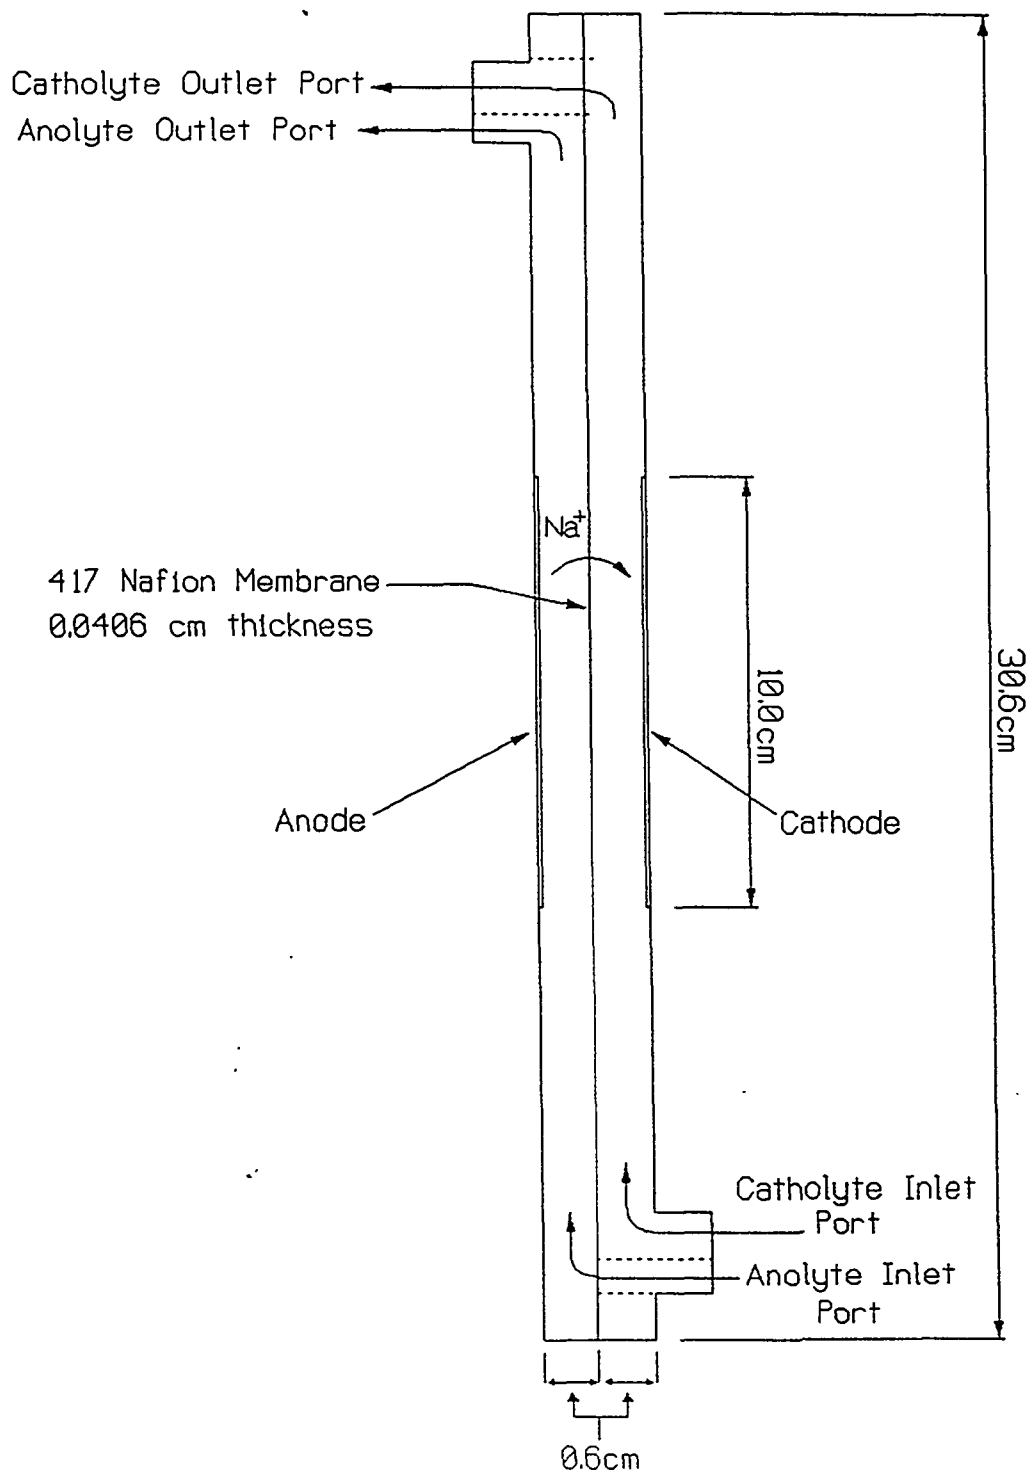 Catholyte Outlet Port
Anolyte Outlet Port
Na+
417 Nafion Membrane
0.0406 cm thickness
30.6cm
10.0cm
Anode
Cathode
Catholyte Inlet
Port
Anolyte Inlet
Port
0.6cm